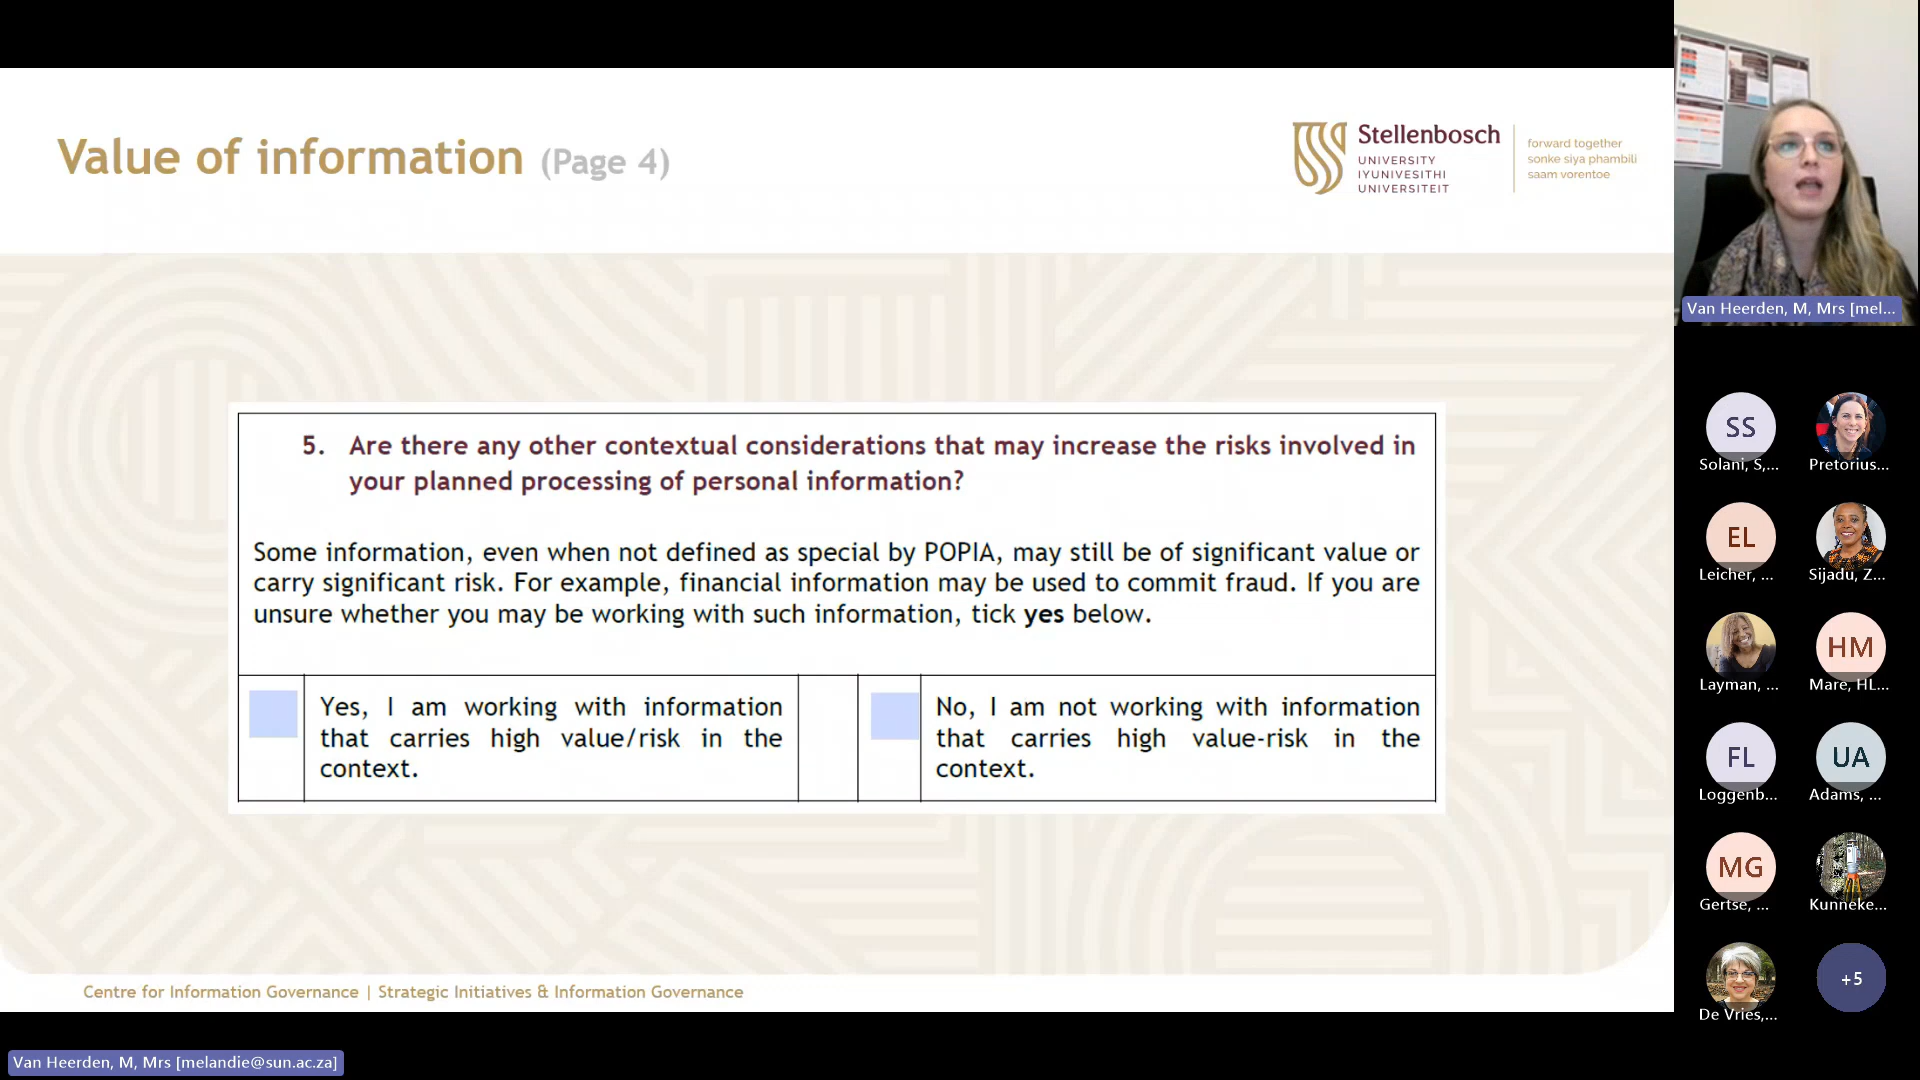 Value of information (Page 4)
Stellenbosch
UNIVERSITY
IYUNIVESITHI
UNIVERSITEIT
forward together
sonke siya phambili
saam vorentoe
5. Are there any other contextual considerations that may increase the risks involved in
your planned processing of personal information?
Some information, even when not defined as special by POPIA, may still be of significant value or
carry significant risk. For example, financial information may be used to commit fraud. If you are
unsure whether you may be working with such information, tick yes below.
Yes, I am working with information
that carries high value/risk in the
context.
No, I am not working with information
that carries high value-risk in the
context.
Centre for Information Governance | Strategic Initiatives & Information Governance
Van Heerden, M, Mrs [melandie@sun.ac.za]
Van Heerden, M, Mrs [mel...
SS
Solani, S,...
Pretorius...
EL
Leicher, ...
Sijadu, Z...
Layman, ...
HM
Mare, HL...
FL
Loggenb...
UA
Adams, ...
MG
Gertse, ...
Kunneke...
De Vries,...
+5